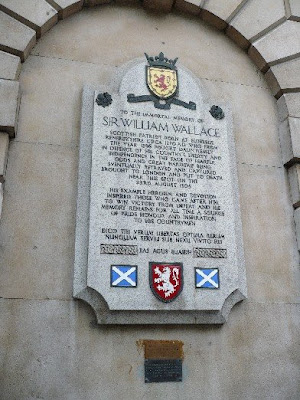 TO THE IMMORTAL MEMORY OF
SIR WILLIAM WALLACE
SCOTTISH PATRIOT BORN AT ELDERSLIE
RENFREWSHIRE CIRCA 1270 A.D. WHO FROM
THE YEAR 1296 FOUGHT DAUNTLESSLY
IN DEFENCE OF HIS COUNTRY'S LIBERTY AND
INDEPENDENCE IN THE FACE OF FEARFUL
ODDS AND GREAT HARDSHIP BEING
EVENTUALLY BETRAYED AND CAPTURED
BROUGHT TO LONDON AND PUT TO DEATH
NEAR THIS SPOT ON THE
23RD AUGUST 1305
HIS EXAMPLE HEROISM AND DEVOTION
INSPIRED THOSE WHO CAME AFTER HIM
TO WIN VICTORY FROM DEFEAT AND HIS
MEMORY REMAINS FOR ALL TIME A SOURCE
OF PRIDE HONOUR AND INSPIRATION
TO HIS COUNTRYMEN
DICO TIBI VERUM LIBERTAS OPTIMA RERUM
NUNQUAM SERVILI SUB NEXU VIVITO FILI
BAS AGUS BUAIDH